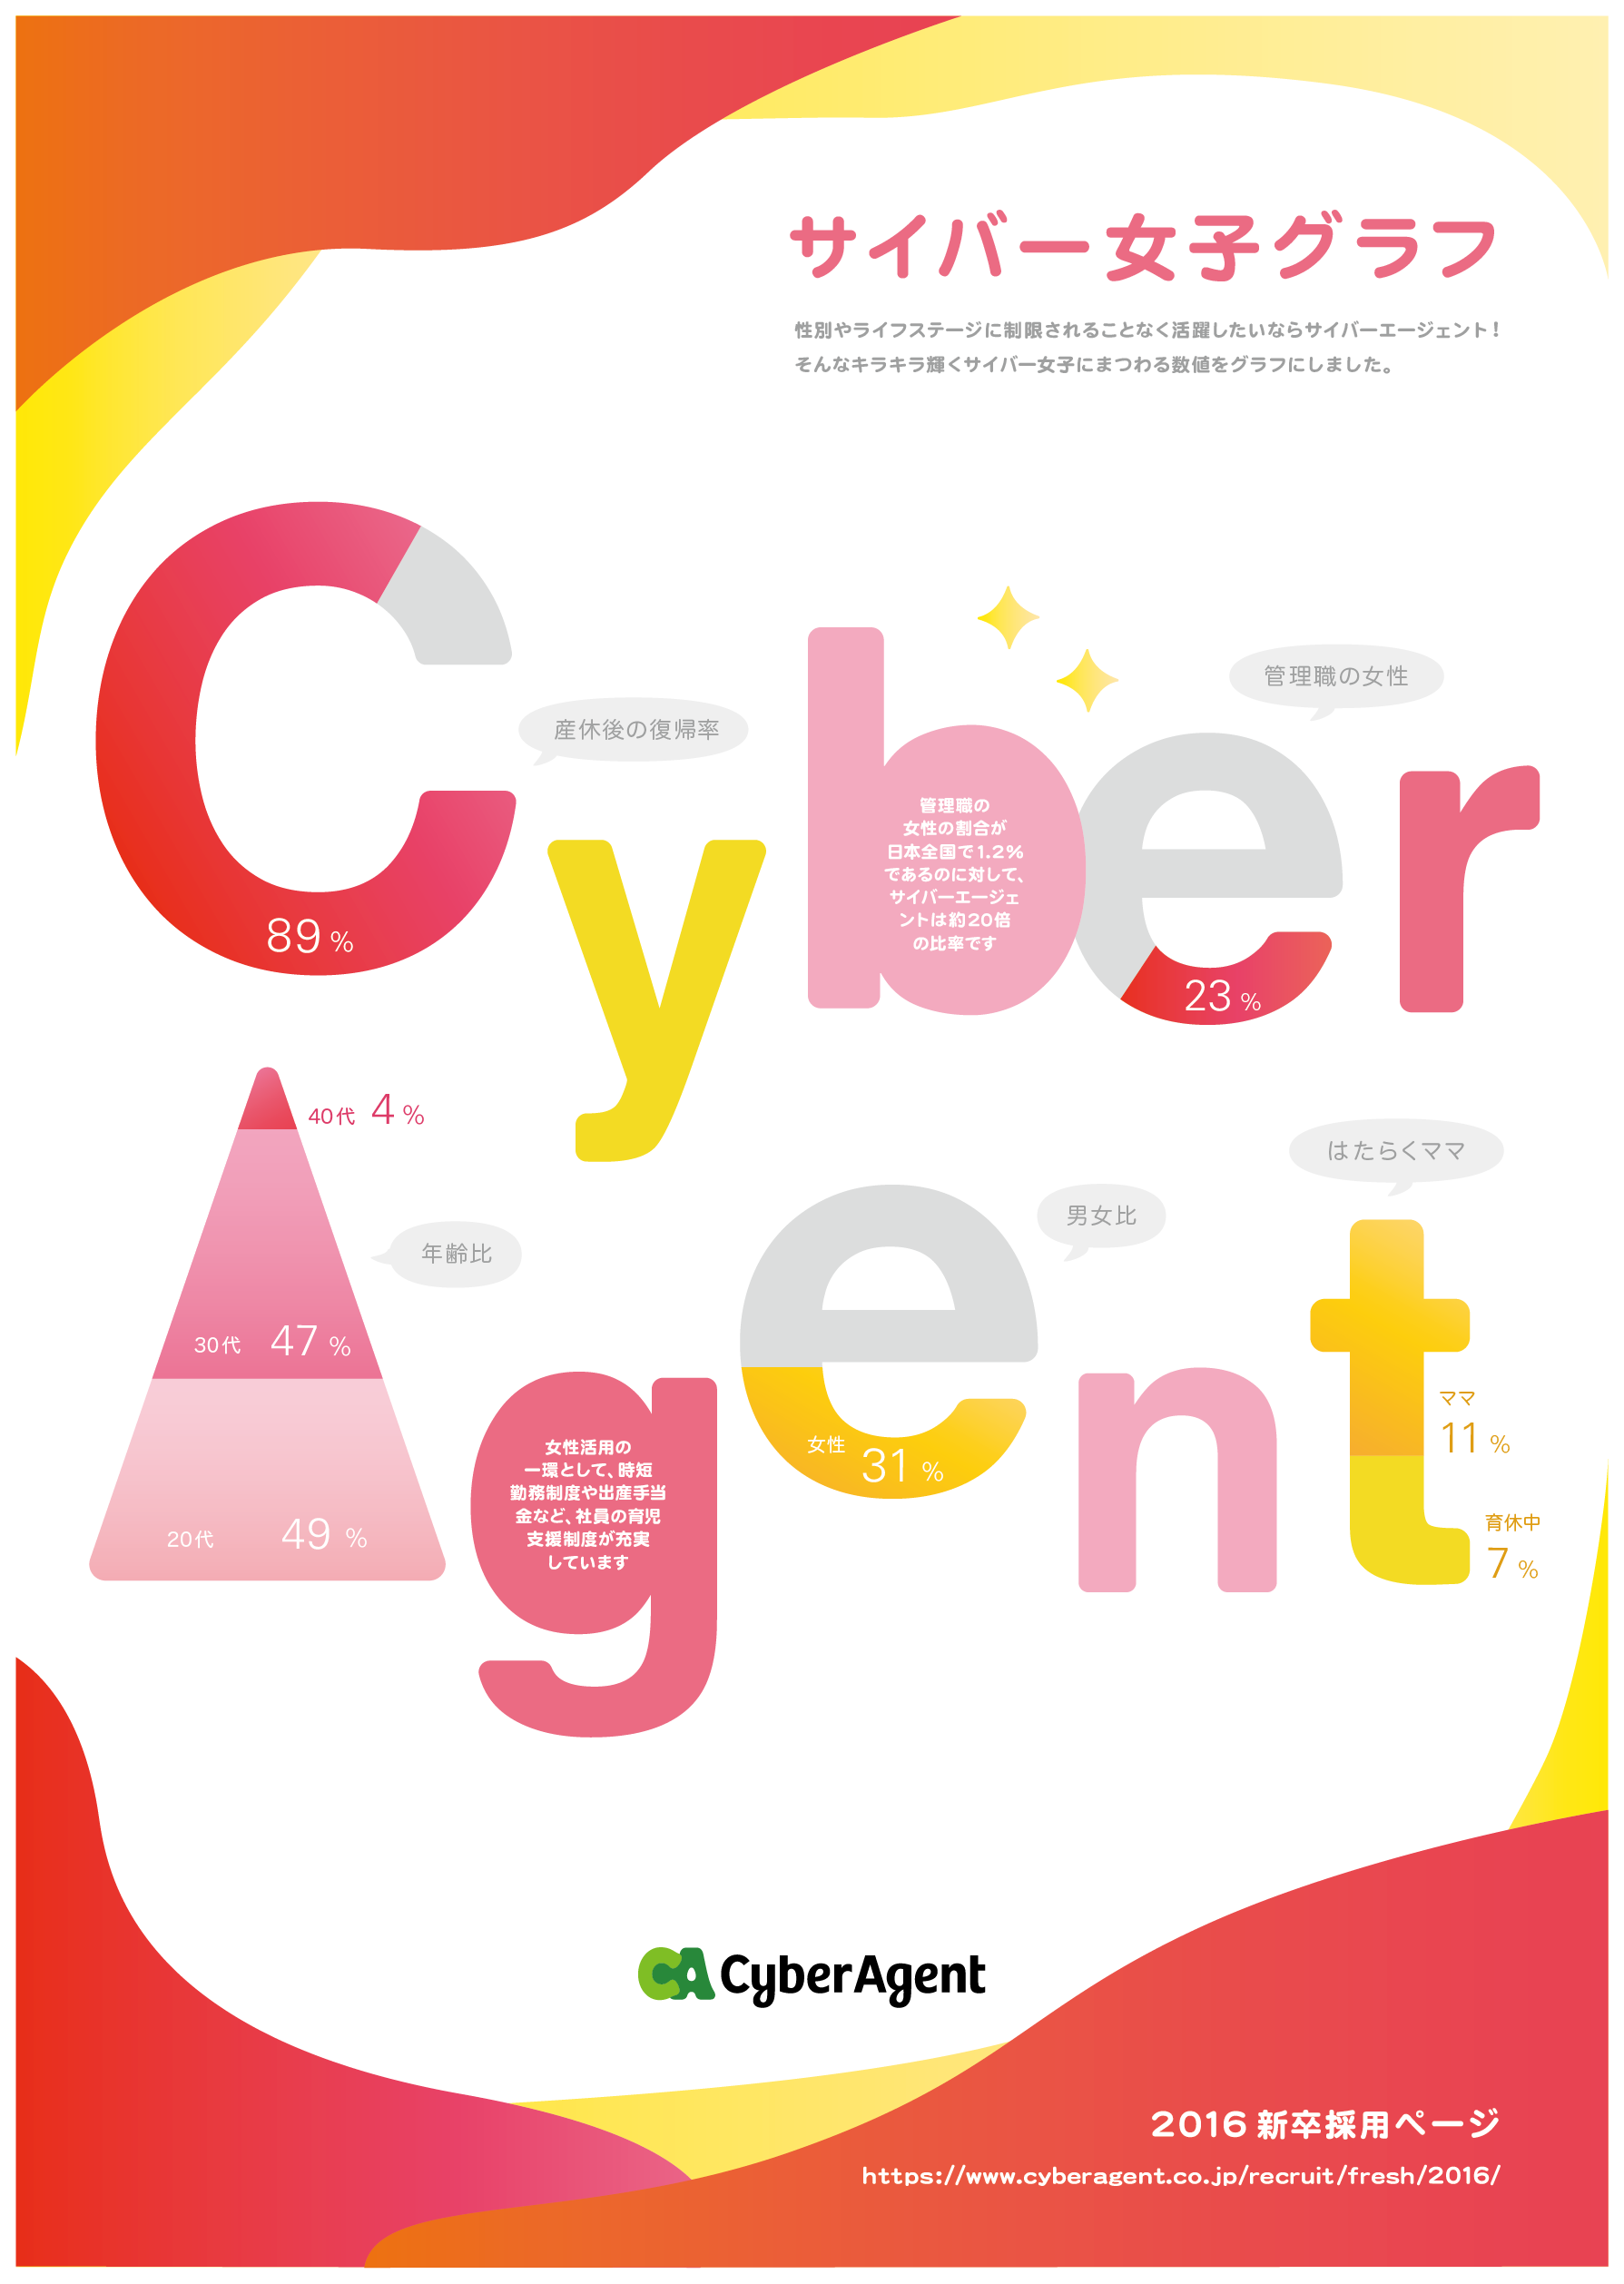 サイバー女子グラフ
性別やライフステージに制限されることなく活躍したいならサイバーエージェント！
そんなキラキラ輝くサイバー女子にまつわる数値をグラフにしました。
Cyber
産休後の復帰率
89 %
管理職の
女性の割合が
日本全国で1.2%
であるのに対して、
サイバーエージェ
ントは約20倍
の比率です
管理職の女性
23 %
Agent
40代 4 %
30代 47 %
20代 49 %
年齢比
女性活用の
一環として、時短
勤務制度や出産手当
金など、社員の育児
支援制度が充実
しています
男女比
女性 31 %
はたらくママ
ママ
11 %
育休中
7 %
CA CyberAgent
2016 新卒採用ページ
https://www.cyberagent.co.jp/recruit/fresh/2016/